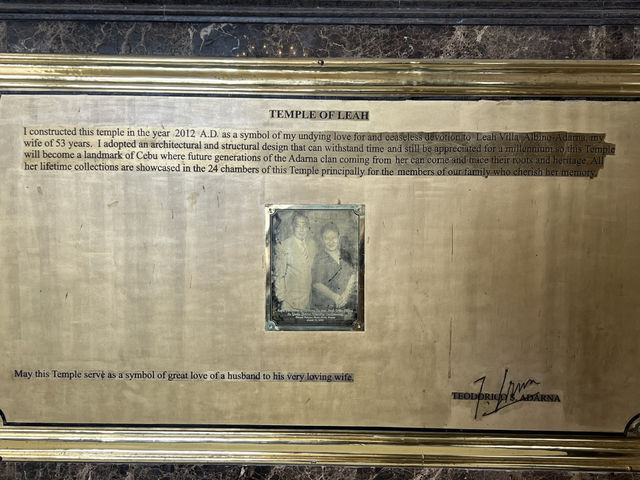 TEMPLE OF LEAH
I constructed this temple in the year 2012 A.D. as a symbol of my undying love for and ceaseless devotion to Leah Villa Albino-Adarna, my
wife of 53 years. I adopted an architectural and structural design that can withstand time and still be appreciated for a millennium so this Temple
will become a landmark of Cebu where future generations of the Adarna clan coming from her can come and trace their roots and heritage. All
her lifetime collections are showcased in the 24 chambers of this Temple principally for the members of our family who cherish her memory.
May this Temple serve as a symbol of great love of a husband to his very loving wife.
TEODORICO S. ADARNA